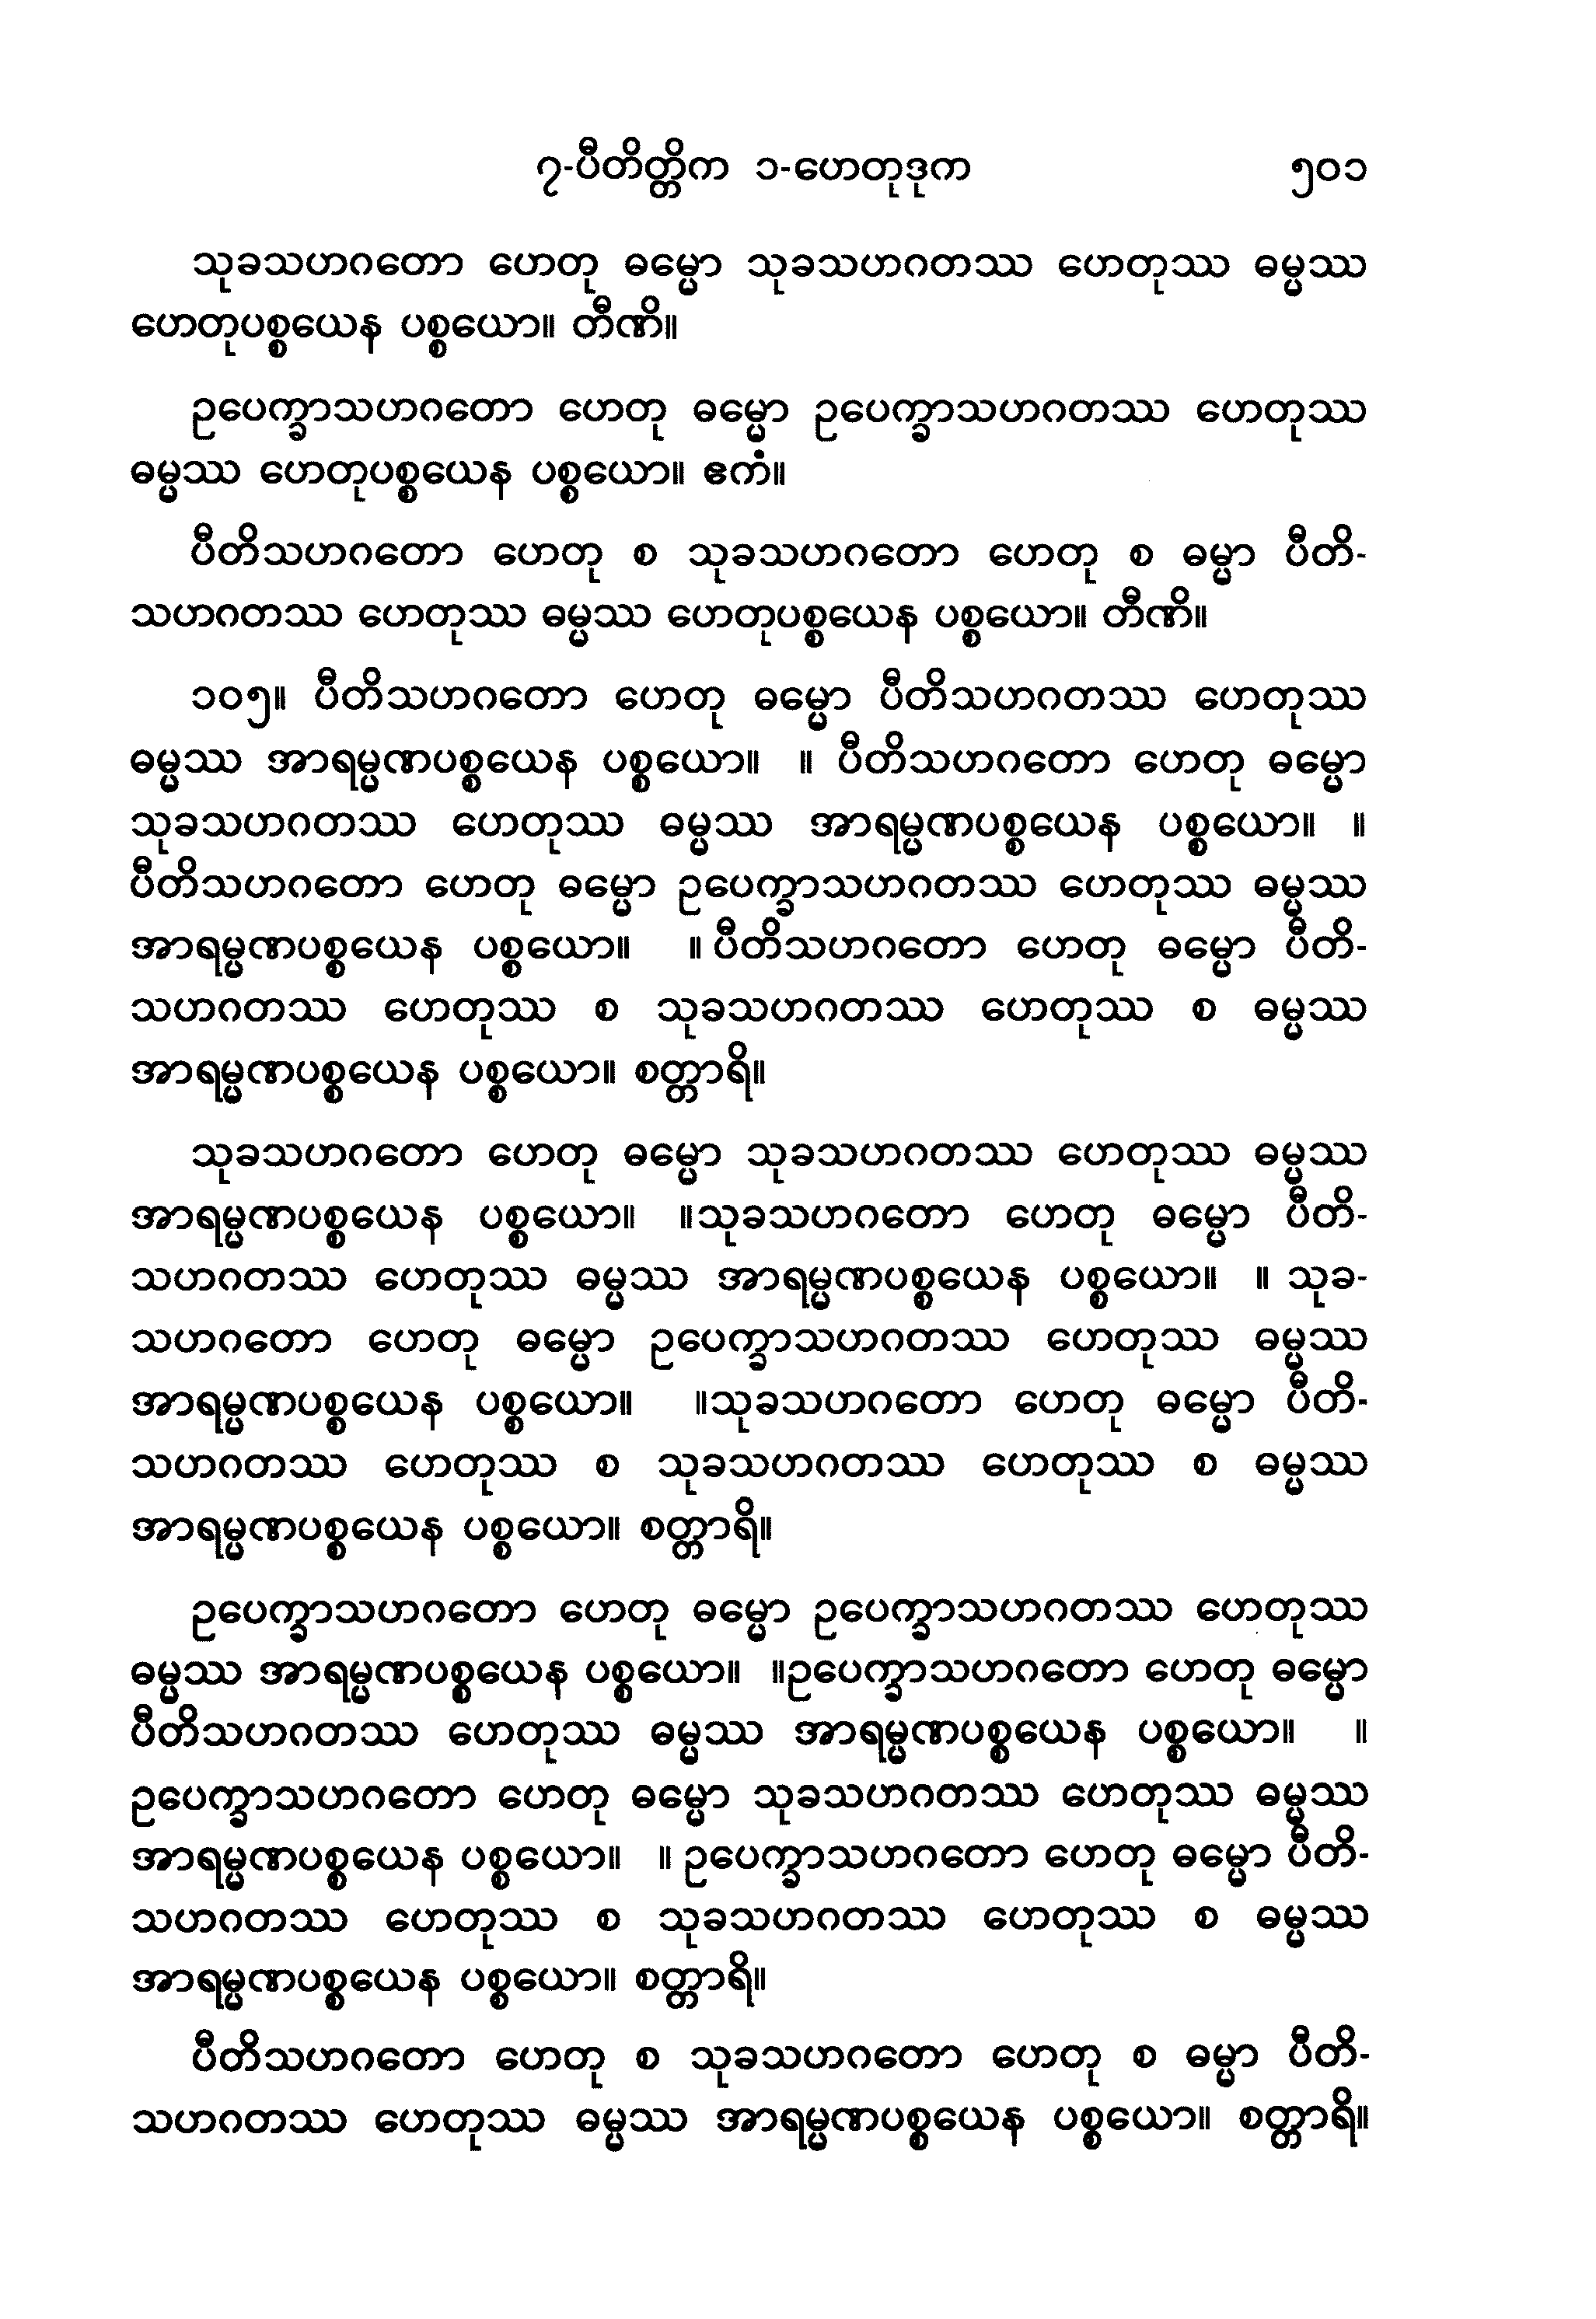 ၇-ပီတိတ္တိက ၁-ဟေတုဒုက ၅၀၁
သုခသဟဂတော ဟေတု ဓမ္မော သုခသဟဂတဿ ဟေတုဿ ဓမ္မဿ
ဟေတုပစ္စယေန ပစ္စယော။ တီဏိ။
ဥပေက္ခာသဟဂတော ဟေတု ဓမ္မော ဥပေက္ခာသဟဂတဿ ဟေတုဿ
ဓမ္မဿ ဟေတုပစ္စယေန ပစ္စယော။ ဧကံ။
ပီတိသဟဂတော ဟေတု စ သုခသဟဂတော ဟေတု စ ဓမ္မာ ပီတိ-
သဟဂတဿ ဟေတုဿ ဓမ္မဿ ဟေတုပစ္စယေန ပစ္စယော။ တီဏိ။
၁၀၅။ ပီတိသဟဂတော ဟေတု ဓမ္မော ပီတိသဟဂတဿ ဟေတုဿ
ဓမ္မဿ အာရမ္မဏပစ္စယေန ပစ္စယော။ ။ ပီတိသဟဂတော ဟေတု ဓမ္မော
သုခသဟဂတဿ ဟေတုဿ ဓမ္မဿ အာရမ္မဏပစ္စယေန ပစ္စယော။ ။
ပီတိသဟဂတော ဟေတု ဓမ္မော ဥပေက္ခာသဟဂတဿ ဟေတုဿ ဓမ္မဿ
အာရမ္မဏပစ္စယေန ပစ္စယော။ ။ ပီတိသဟဂတော ဟေတု ဓမ္မော ပီတိ-
သဟဂတဿ ဟေတုဿ စ သုခသဟဂတဿ ဟေတုဿ စ ဓမ္မဿ
အာရမ္မဏပစ္စယေန ပစ္စယော။ စတ္တာရိ။
သုခသဟဂတော ဟေတု ဓမ္မော သုခသဟဂတဿ ဟေတုဿ ဓမ္မဿ
အာရမ္မဏပစ္စယေန ပစ္စယော။ ။သုခသဟဂတော ဟေတု ဓမ္မော ပီတိ-
သဟဂတဿ ဟေတုဿ ဓမ္မဿ အာရမ္မဏပစ္စယေန ပစ္စယော။ ။ သုခ-
သဟဂတော ဟေတု ဓမ္မော ဥပေက္ခာသဟဂတဿ ဟေတုဿ ဓမ္မဿ
အာရမ္မဏပစ္စယေန ပစ္စယော။ ။သုခသဟဂတော ဟေတု ဓမ္မော ပီတိ-
သဟဂတဿ ဟေတုဿ စ သုခသဟဂတဿ ဟေတုဿ စ ဓမ္မဿ
အာရမ္မဏပစ္စယေန ပစ္စယော။ စတ္တာရိ။
ဥပေက္ခာသဟဂတော ဟေတု ဓမ္မော ဥပေက္ခာသဟဂတဿ ဟေတုဿ
ဓမ္မဿ အာရမ္မဏပစ္စယေန ပစ္စယော။ ။ဥပေက္ခာသဟဂတော ဟေတု ဓမ္မော
ပီတိသဟဂတဿ ဟေတုဿ ဓမ္မဿ အာရမ္မဏပစ္စယေန ပစ္စယော။ ။
ဥပေက္ခာသဟဂတော ဟေတု ဓမ္မော သုခသဟဂတဿ ဟေတုဿ ဓမ္မဿ
အာရမ္မဏပစ္စယေန ပစ္စယော။ ။ ဥပေက္ခာသဟဂတော ဟေတု ဓမ္မော ပီတိ-
သဟဂတဿ ဟေတုဿ စ သုခသဟဂတဿ ဟေတုဿ စ ဓမ္မဿ
အာရမ္မဏပစ္စယေန ပစ္စယော။ စတ္တာရိ။
ပီတိသဟဂတော ဟေတု စ သုခသဟဂတော ဟေတု စ ဓမ္မာ ပီတိ-
သဟဂတဿ ဟေတုဿ ဓမ္မဿ အာရမ္မဏပစ္စယေန ပစ္စယော။ စတ္တာရိ။